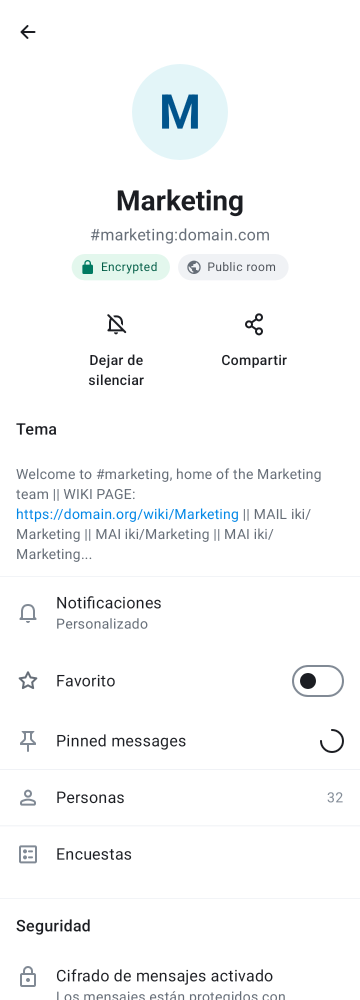 M
Marketing
#marketing:domain.com
Encrypted
Public room
Dejar de
silenciar
Compartir
Tema
Welcome to #marketing, home of the Marketing
team || WIKI PAGE:
https://domain.org/wiki/Marketing || MAIL iki/
Marketing || MAI iki/Marketing || MAI iki/
Marketing...
Notificaciones
Personalizado
Favorito
Pinned messages
Personas
32
Encuestas
Seguridad
Cifrado de mensajes activado
Los mensajes están protegidos con